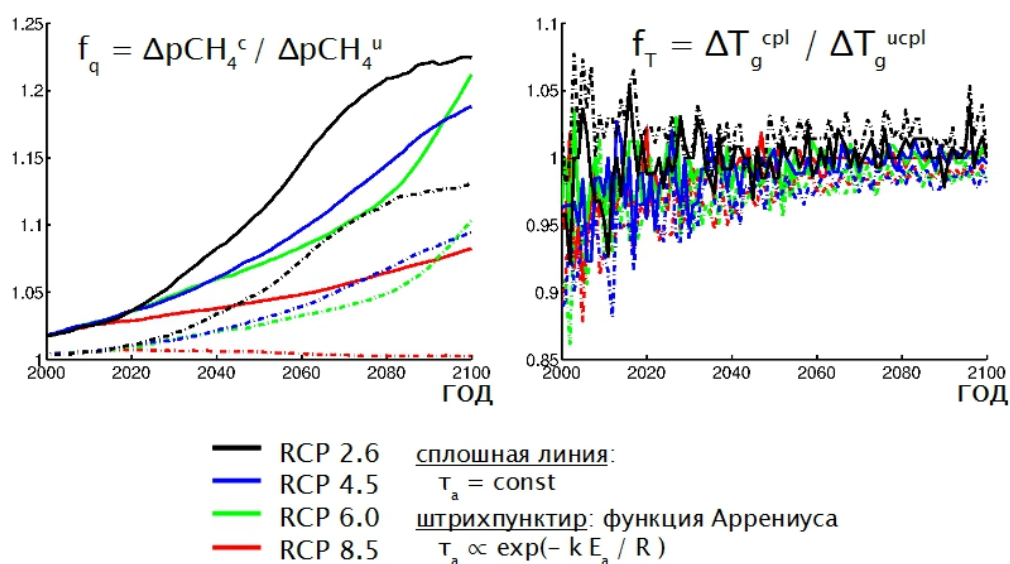 1.25
1.2
1.15
1.1
1.05
1
f_q = ΔpCH₄ᶜ / ΔpCH₄ᵘ
2000 2020 2040 2060 2080 2100
год
1.1
1.05
1
0.95
0.9
0.85
f_T = ΔT_g^cpl / ΔT_g^ucpl
2000 2020 2040 2060 2080 2100
год
RCP 2.6
RCP 4.5
RCP 6.0
RCP 8.5
сплошная линия:
τ_a = const
штрихпунктир: функция Аррениуса
τ_a ∝ exp(– k E_a / R )